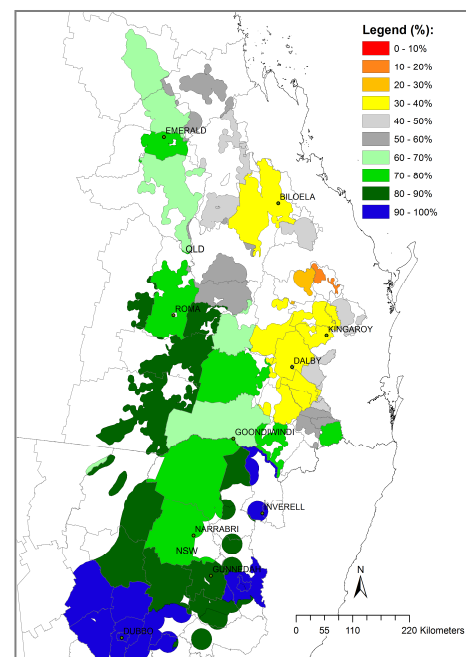 Legend (%):
0 - 10%
10 - 20%
20 - 30%
30 - 40%
40 - 50%
50 - 60%
60 - 70%
70 - 80%
80 - 90%
90 - 100%
EMERALD
BILOELA
QLD
ROMA
KINGAROY
DALBY
GOONDIWINDI
INVERELL
NARRABRI
NSW
GUNNEDAH
DUBBO
N
0 55 110 220 Kilometers